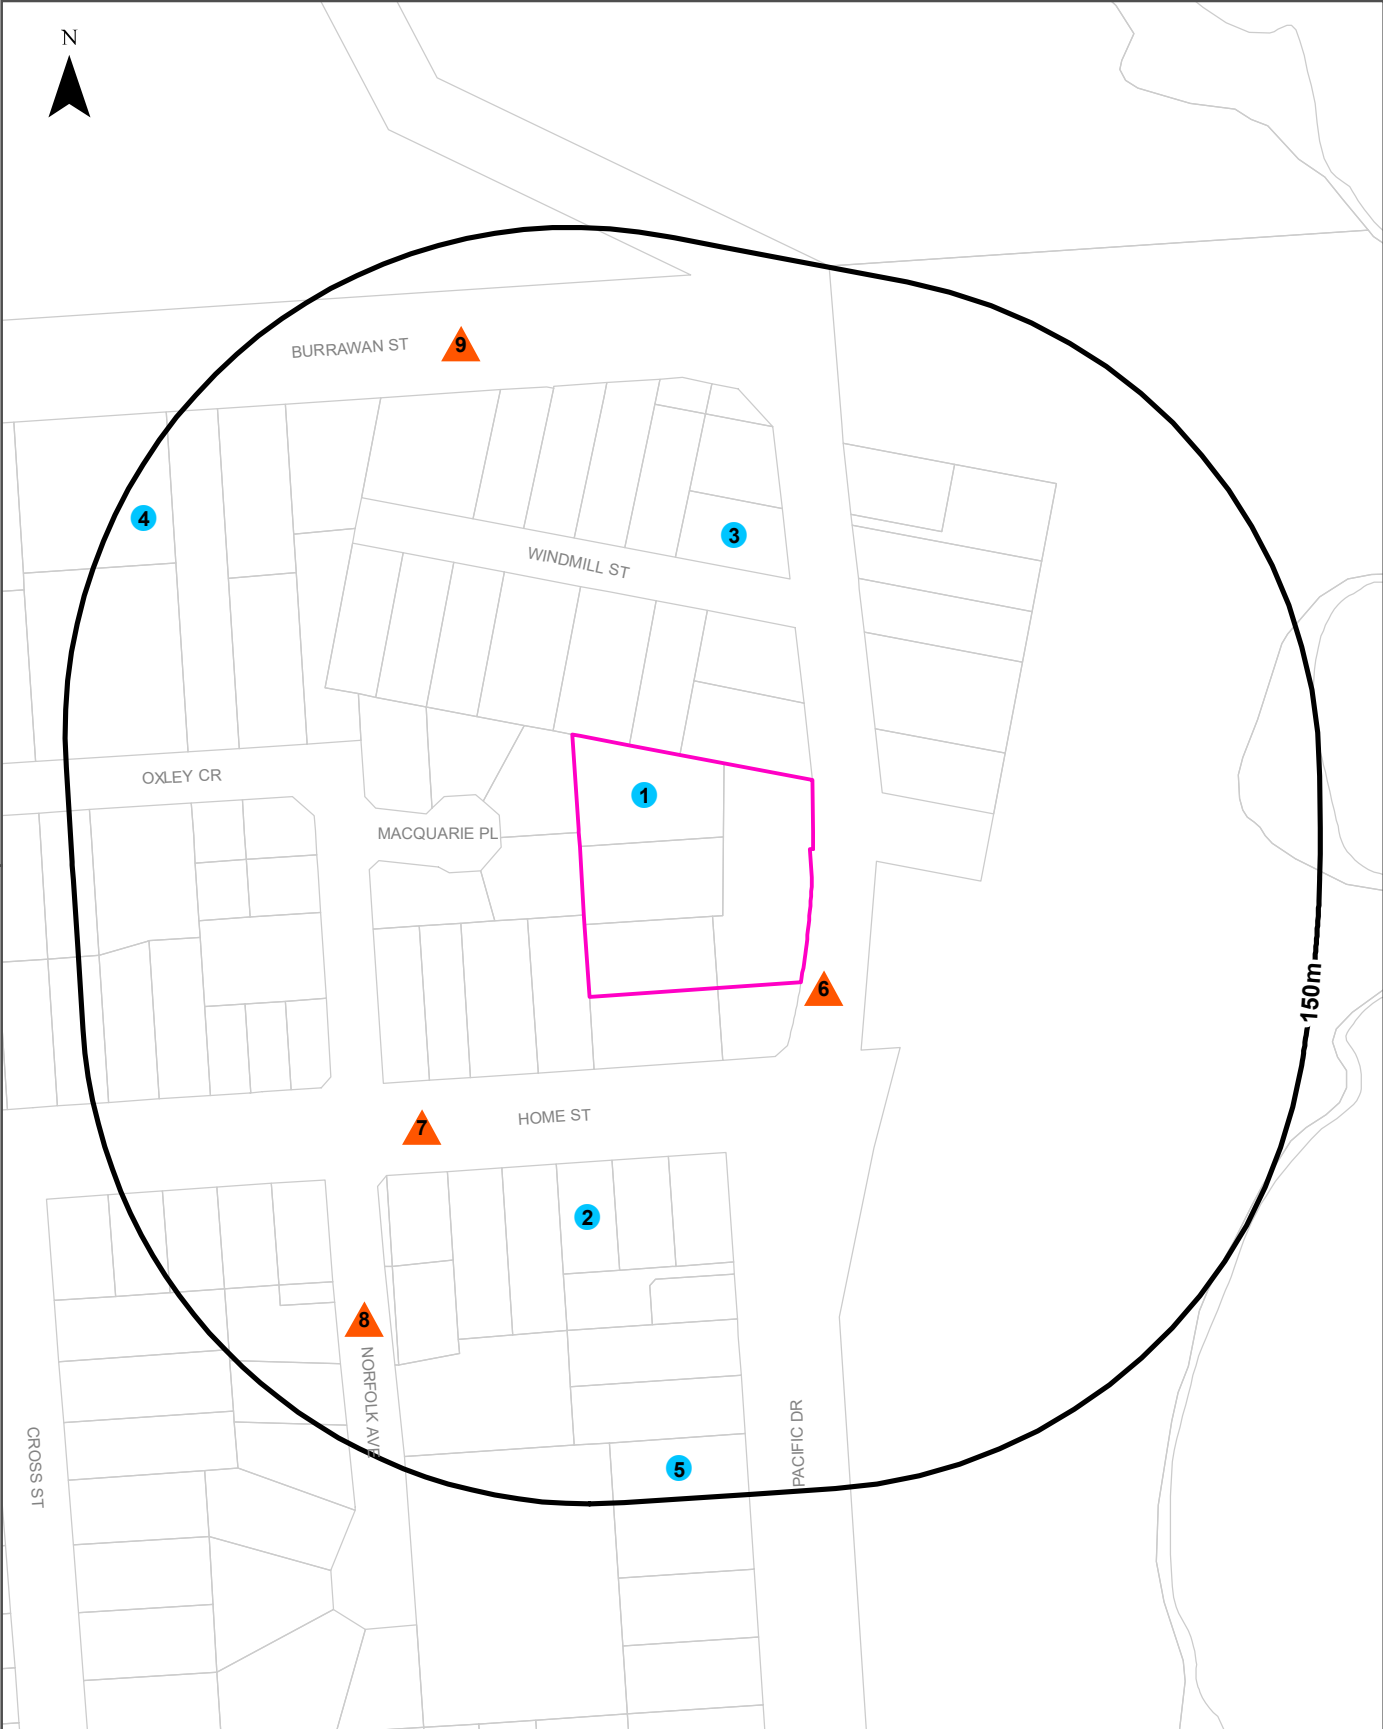 N
BURRAWAN ST
9
4
3
WINDMILL ST
OXLEY CR
1
MACQUARIE PL
6
150m
HOME ST
7
2
8
NORFOLK AVE
PACIFIC DR
CROSS ST
5